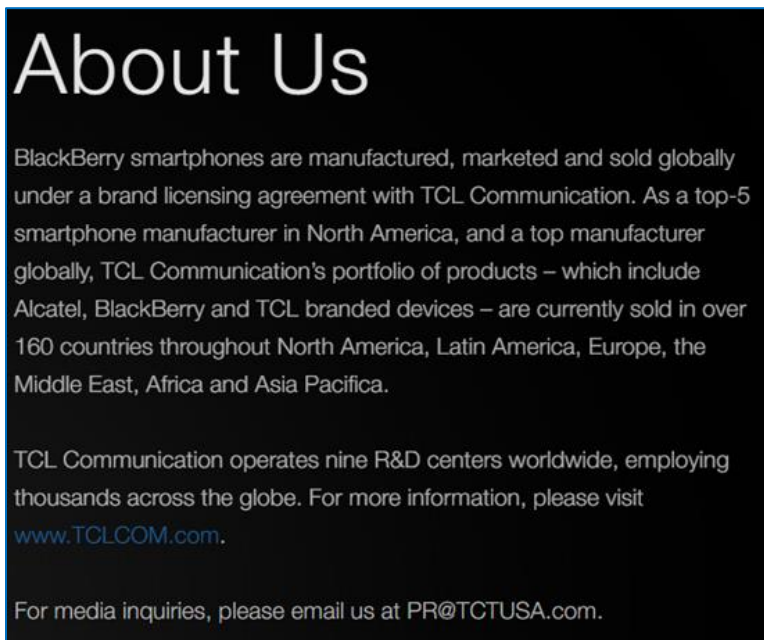 About Us
BlackBerry smartphones are manufactured, marketed and sold globally
under a brand licensing agreement with TCL Communication. As a top-5
smartphone manufacturer in North America, and a top manufacturer
globally, TCL Communication's portfolio of products – which include
Alcatel, BlackBerry and TCL branded devices – are currently sold in over
160 countries throughout North America, Latin America, Europe, the
Middle East, Africa and Asia Pacifica.
TCL Communication operates nine R&D centers worldwide, employing
thousands across the globe. For more information, please visit
www.TCLCOM.com.
For media inquiries, please email us at PR@TCTUSA.com.